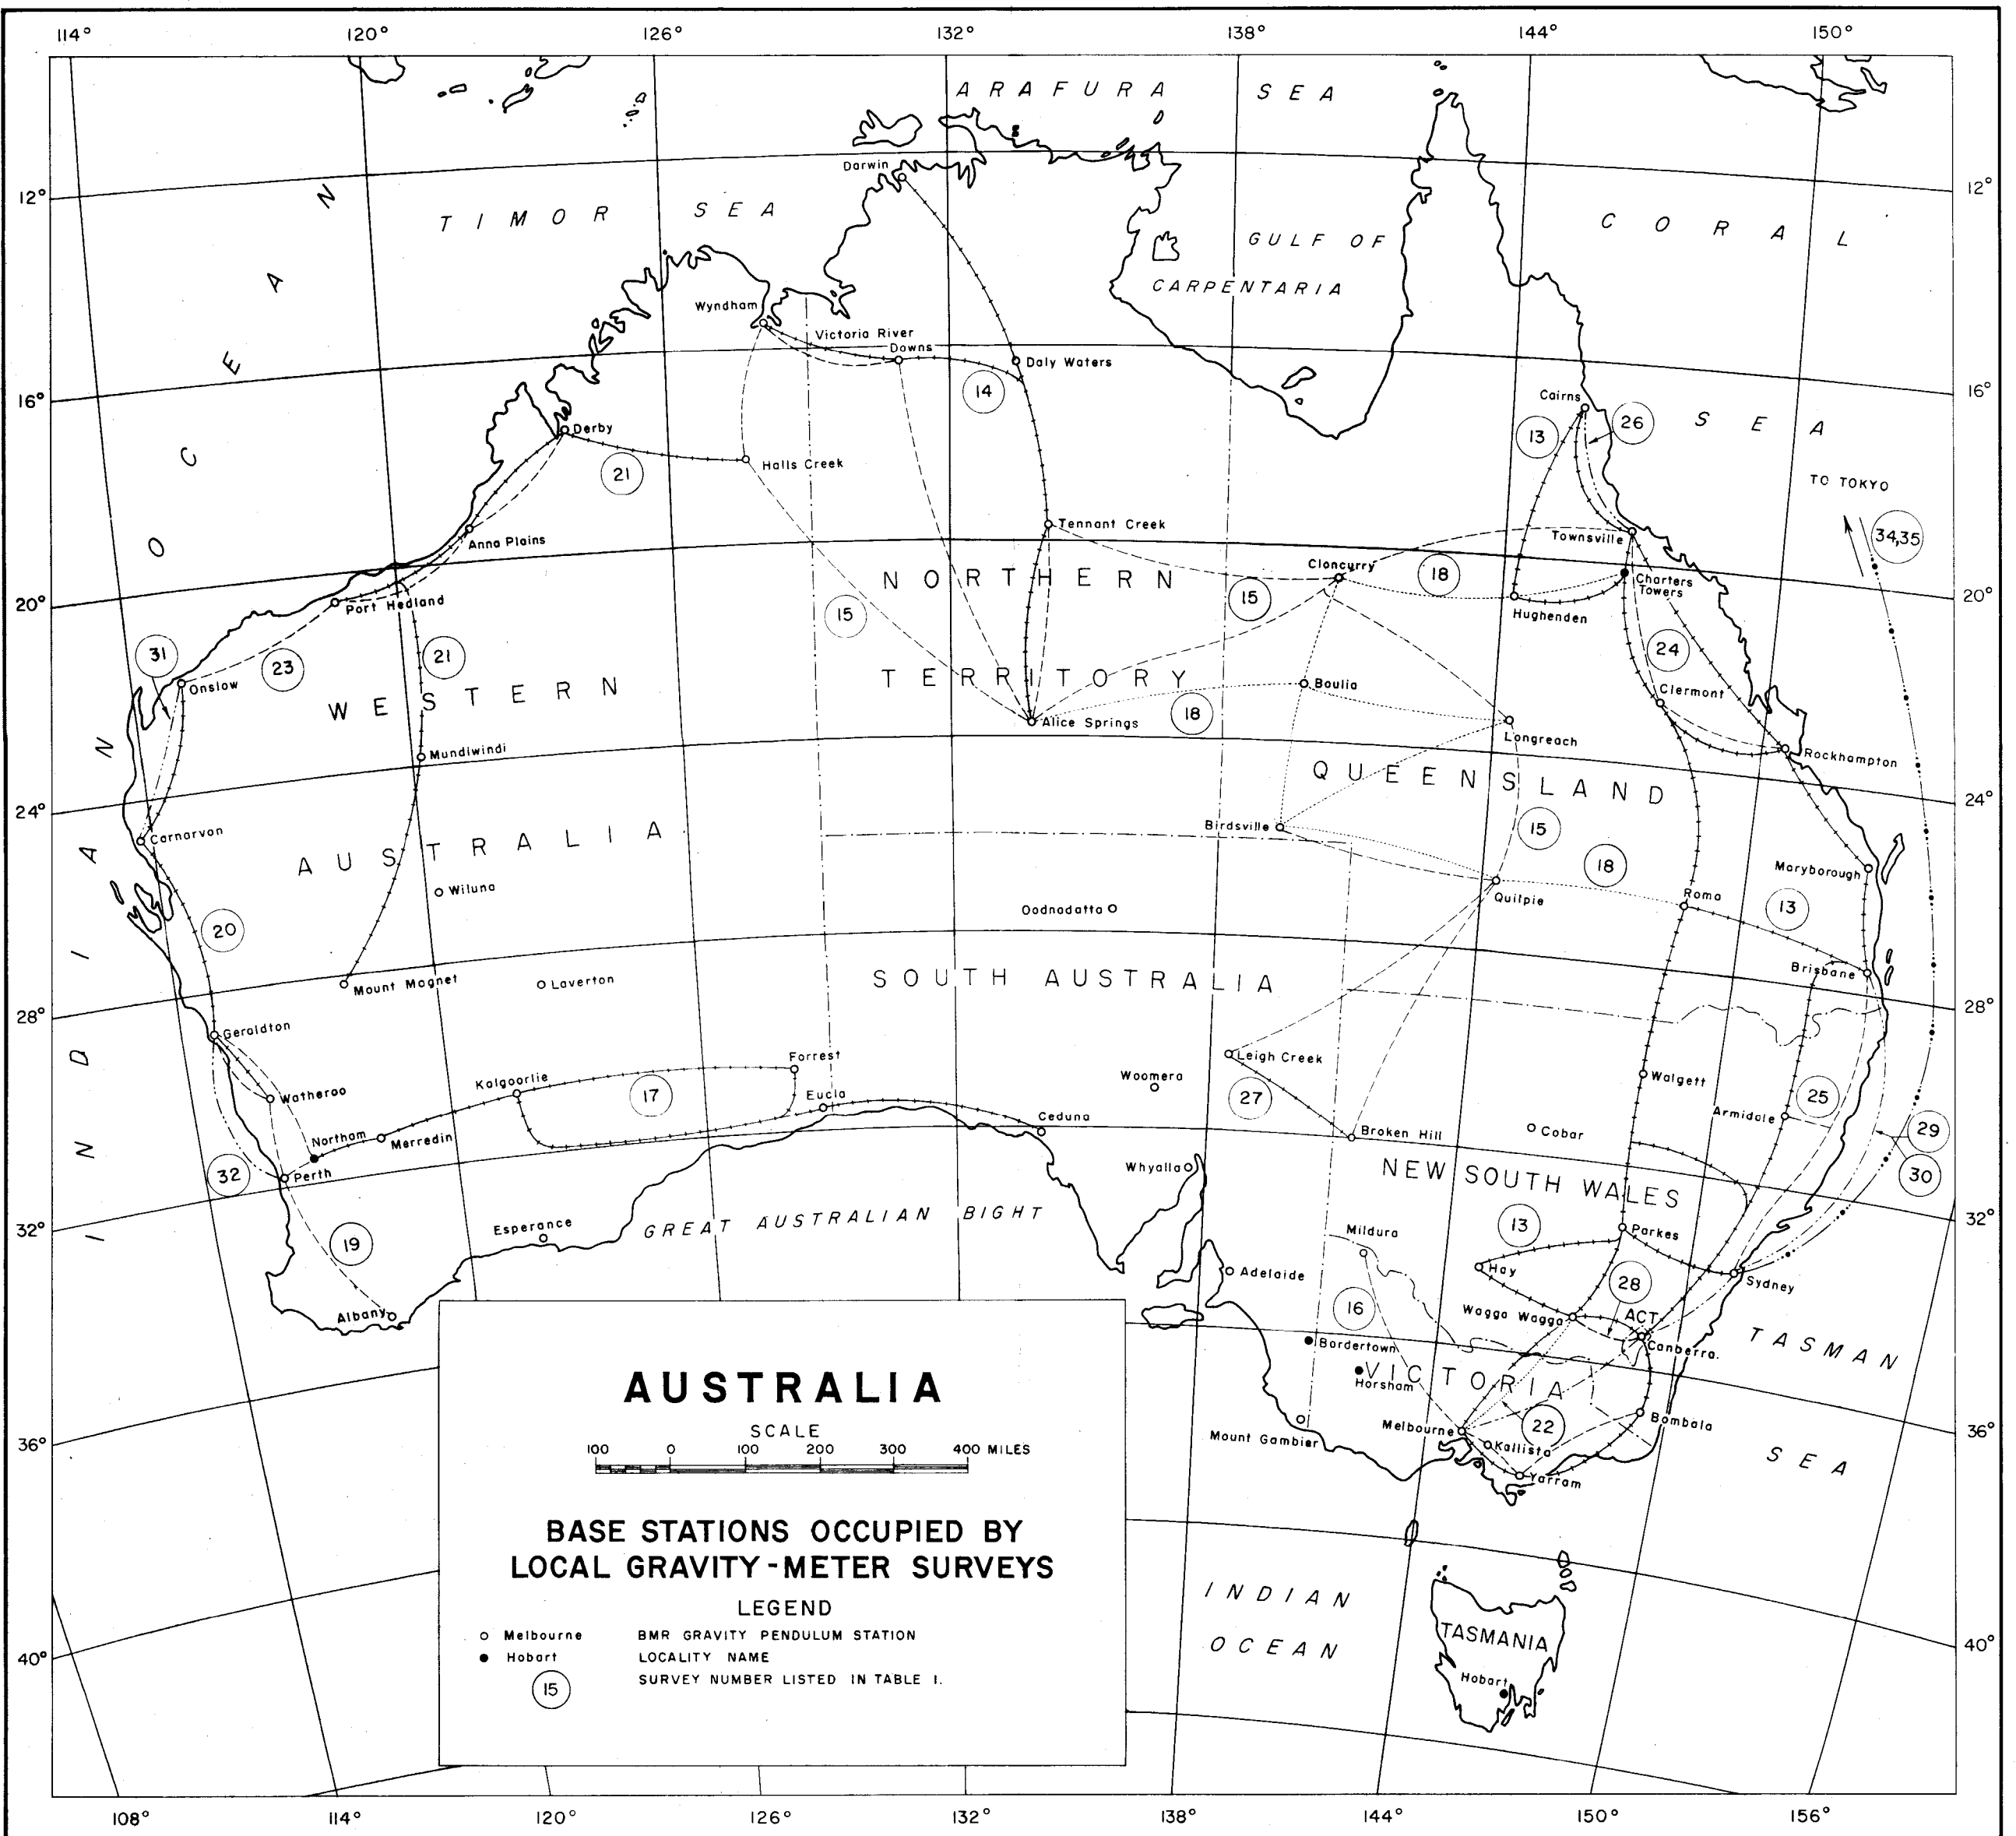 114° 120° 126° 132° 138° 144° 150°
ARAFURA SEA
Darwin
12° 12°
TIMOR SEA
CORAL
GULF OF
CARPENTARIA
Wyndham
Victoria River
Downs
Daly Waters
14
16° 16°
Cairns
13
26
SEA
Derby
21
Halls Creek
TO TOKYO
34,35
Tennant Creek
Townsville
Anna Plains
Cloncurry
18
Charters
Towers
NORTHERN
15
15
20° 20°
Port Hedland
Hughenden
31
23
21
24
Onslow
WESTERN
TERRITORY
Boulia
Clermont
18
Alice Springs
Longreach
Mundiwindi
Rockhampton
QUEENSLAND
24° 24°
Carnarvon
Birdsville
15
AUSTRALIA
18
Maryborough
Wiluna
Quilpie
Roma
13
Oodnadatta
20
Brisbane
SOUTH AUSTRALIA
Mount Magnet
Laverton
28° 28°
INDIAN OCEAN
Geraldton
Forrest
Leigh Creek
Woomera
Walgett
Kalgoorlie
17
Eucla
27
25
Watheroo
Armidale
Ceduna
Northam
Merredin
Broken Hill
Cobar
29
Whyalla
NEW SOUTH WALES
30
32
Perth
32° 32°
Esperance
GREAT AUSTRALIAN BIGHT
Mildura
13
Parkes
19
Adelaide
Hay
Sydney
28
16
Albany
Wagga Wagga
ACT
TASMAN
Bordertown
Canberra.
VICTORIA
Horsham
22
Bombala
Melbourne
Mount Gambier
Kallista
36° 36°
SEA
Yarram
AUSTRALIA
SCALE
100 0 100 200 300 400 MILES
BASE STATIONS OCCUPIED BY
LOCAL GRAVITY-METER SURVEYS
LEGEND
Melbourne BMR GRAVITY PENDULUM STATION
Hobart LOCALITY NAME
15 SURVEY NUMBER LISTED IN TABLE 1.
INDIAN
OCEAN
TASMANIA
Hobart
40° 40°
108° 114° 120° 126° 132° 138° 144° 150° 156°